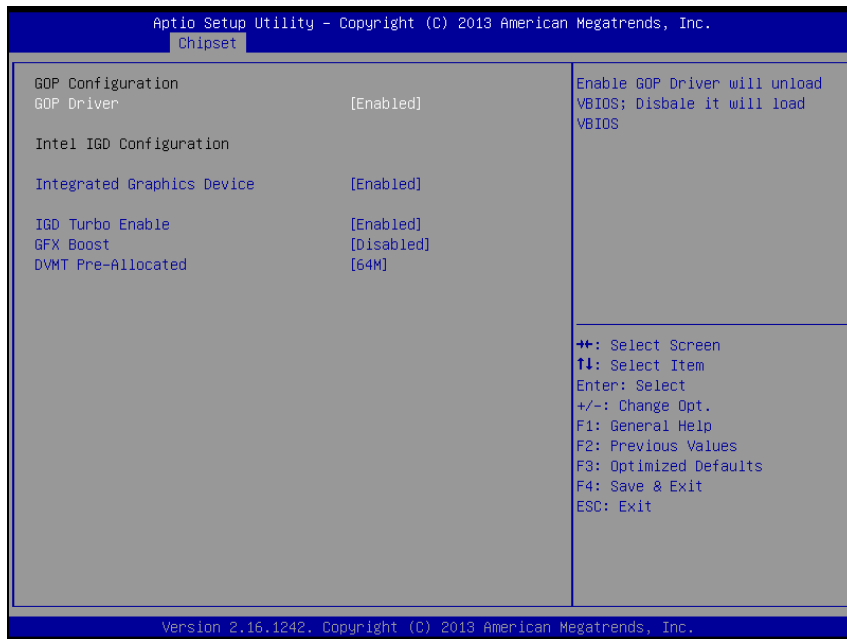 Aptio Setup Utility – Copyright (C) 2013 American Megatrends, Inc.
Chipset
GOP Configuration
GOP Driver [Enabled]
Intel IGD Configuration
Integrated Graphics Device [Enabled]
IGD Turbo Enable [Enabled]
GFX Boost [Disabled]
DVMT Pre-Allocated [64M]
Enable GOP Driver will unload
VBIOS; Disbale it will load
VBIOS
→←: Select Screen
↑↓: Select Item
Enter: Select
+/-: Change Opt.
F1: General Help
F2: Previous Values
F3: Optimized Defaults
F4: Save & Exit
ESC: Exit
Version 2.16.1242. Copyright (C) 2013 American Megatrends, Inc.